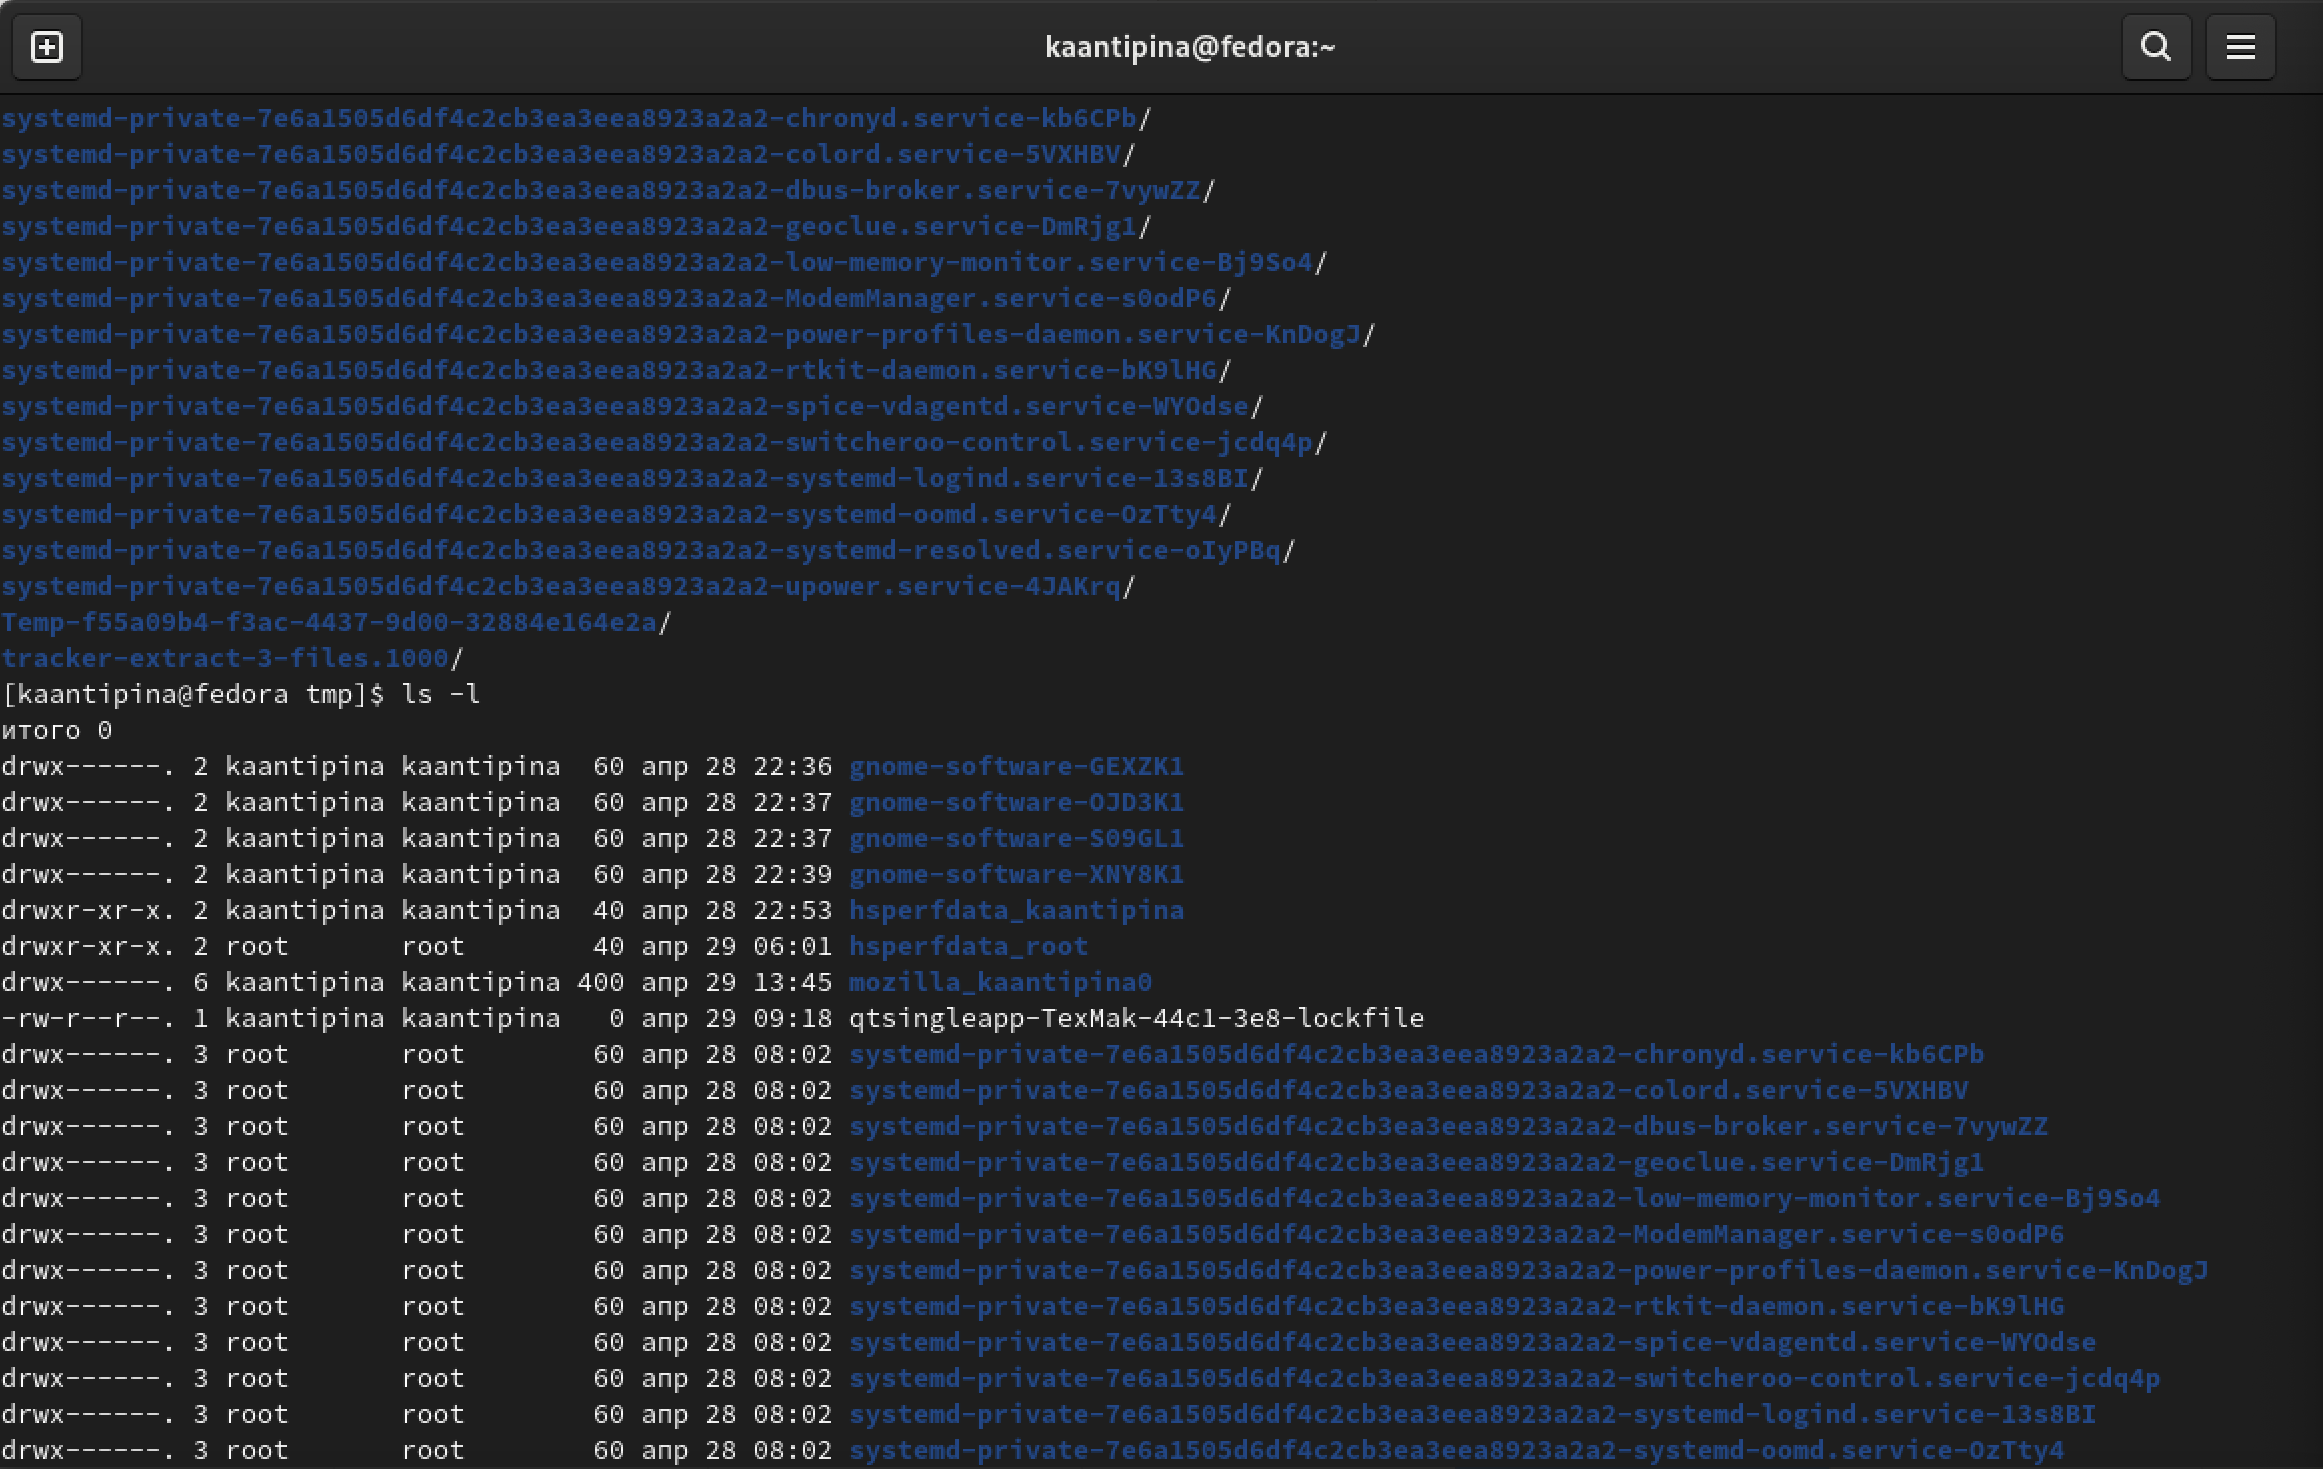 kaantipina@fedora:~
systemd-private-7e6a1505d6df4c2cb3ea3eea8923a2a2-chronyd.service-kb6CPb/
systemd-private-7e6a1505d6df4c2cb3ea3eea8923a2a2-colord.service-5VXHBV/
systemd-private-7e6a1505d6df4c2cb3ea3eea8923a2a2-dbus-broker.service-7vywZZ/
systemd-private-7e6a1505d6df4c2cb3ea3eea8923a2a2-geoclue.service-DmRjg1/
systemd-private-7e6a1505d6df4c2cb3ea3eea8923a2a2-low-memory-monitor.service-Bj9So4/
systemd-private-7e6a1505d6df4c2cb3ea3eea8923a2a2-ModemManager.service-s0odP6/
systemd-private-7e6a1505d6df4c2cb3ea3eea8923a2a2-power-profiles-daemon.service-KnDogJ/
systemd-private-7e6a1505d6df4c2cb3ea3eea8923a2a2-rtkit-daemon.service-bK9lHG/
systemd-private-7e6a1505d6df4c2cb3ea3eea8923a2a2-spice-vdagentd.service-WYOdse/
systemd-private-7e6a1505d6df4c2cb3ea3eea8923a2a2-switcheroo-control.service-jcdq4p/
systemd-private-7e6a1505d6df4c2cb3ea3eea8923a2a2-systemd-logind.service-13s8BI/
systemd-private-7e6a1505d6df4c2cb3ea3eea8923a2a2-systemd-oomd.service-OzTty4/
systemd-private-7e6a1505d6df4c2cb3ea3eea8923a2a2-systemd-resolved.service-oIyPBq/
systemd-private-7e6a1505d6df4c2cb3ea3eea8923a2a2-upower.service-4JAKrq/
Temp-f55a09b4-f3ac-4437-9d00-32884e164e2a/
tracker-extract-3-files.1000/
[kaantipina@fedora tmp]$ ls -l
итого 0
drwx------. 2 kaantipina kaantipina  60 апр 28 22:36 gnome-software-GEXZK1
drwx------. 2 kaantipina kaantipina  60 апр 28 22:37 gnome-software-OJD3K1
drwx------. 2 kaantipina kaantipina  60 апр 28 22:37 gnome-software-S09GL1
drwx------. 2 kaantipina kaantipina  60 апр 28 22:39 gnome-software-XNY8K1
drwxr-xr-x. 2 kaantipina kaantipina  40 апр 28 22:53 hsperfdata_kaantipina
drwxr-xr-x. 2 root       root        40 апр 29 06:01 hsperfdata_root
drwx------. 6 kaantipina kaantipina 400 апр 29 13:45 mozilla_kaantipina0
-rw-r--r--. 1 kaantipina kaantipina   0 апр 29 09:18 qtsingleapp-TexMak-44c1-3e8-lockfile
drwx------. 3 root       root        60 апр 28 08:02 systemd-private-7e6a1505d6df4c2cb3ea3eea8923a2a2-chronyd.service-kb6CPb
drwx------. 3 root       root        60 апр 28 08:02 systemd-private-7e6a1505d6df4c2cb3ea3eea8923a2a2-colord.service-5VXHBV
drwx------. 3 root       root        60 апр 28 08:02 systemd-private-7e6a1505d6df4c2cb3ea3eea8923a2a2-dbus-broker.service-7vywZZ
drwx------. 3 root       root        60 апр 28 08:02 systemd-private-7e6a1505d6df4c2cb3ea3eea8923a2a2-geoclue.service-DmRjg1
drwx------. 3 root       root        60 апр 28 08:02 systemd-private-7e6a1505d6df4c2cb3ea3eea8923a2a2-low-memory-monitor.service-Bj9So4
drwx------. 3 root       root        60 апр 28 08:02 systemd-private-7e6a1505d6df4c2cb3ea3eea8923a2a2-ModemManager.service-s0odP6
drwx------. 3 root       root        60 апр 28 08:02 systemd-private-7e6a1505d6df4c2cb3ea3eea8923a2a2-power-profiles-daemon.service-KnDogJ
drwx------. 3 root       root        60 апр 28 08:02 systemd-private-7e6a1505d6df4c2cb3ea3eea8923a2a2-rtkit-daemon.service-bK9lHG
drwx------. 3 root       root        60 апр 28 08:02 systemd-private-7e6a1505d6df4c2cb3ea3eea8923a2a2-spice-vdagentd.service-WYOdse
drwx------. 3 root       root        60 апр 28 08:02 systemd-private-7e6a1505d6df4c2cb3ea3eea8923a2a2-switcheroo-control.service-jcdq4p
drwx------. 3 root       root        60 апр 28 08:02 systemd-private-7e6a1505d6df4c2cb3ea3eea8923a2a2-systemd-logind.service-13s8BI
drwx------. 3 root       root        60 апр 28 08:02 systemd-private-7e6a1505d6df4c2cb3ea3eea8923a2a2-systemd-oomd.service-OzTty4